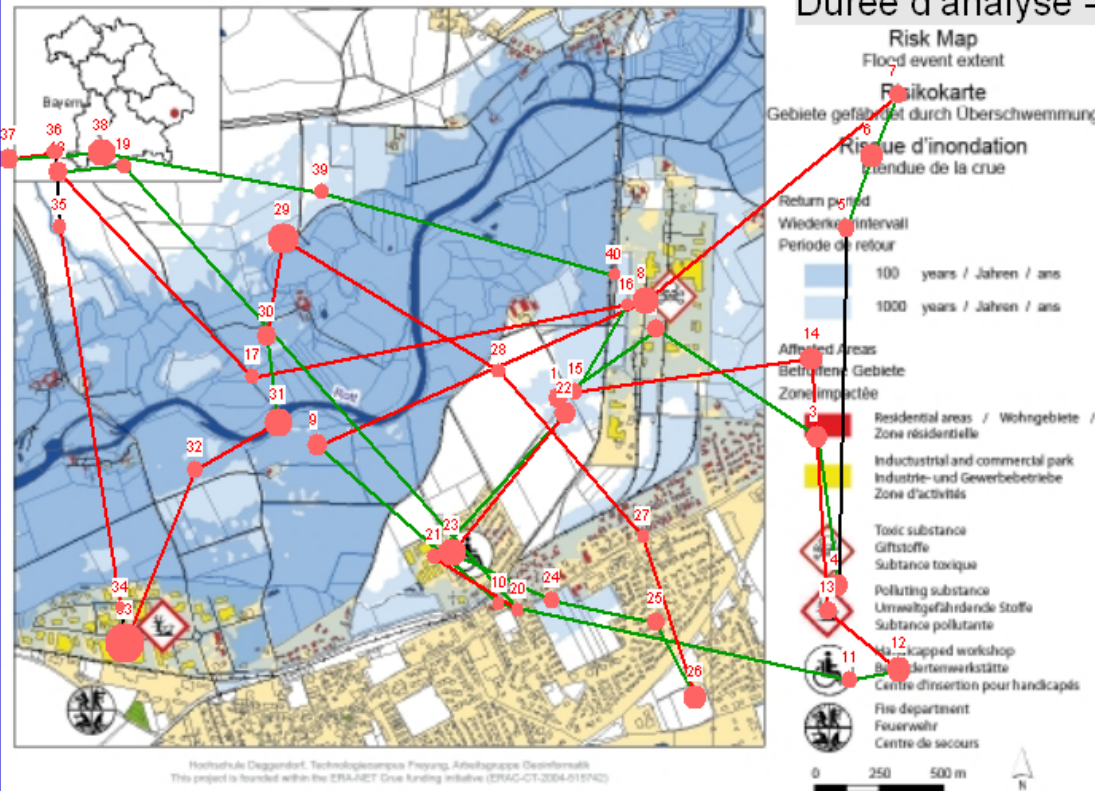 Durée d'analyse -
Risk Map
Flood event extent
Risikokarte
Gebiete gefährdet durch Überschwemmung
Risque d'inondation
Etendue de la crue
Return period
Wiederkehrintervall
Periode de retour
100 years / Jahren / ans
1000 years / Jahren / ans
Affected Areas
Betroffene Gebiete
Zone impactée
Residential areas / Wohngebiete /
Zone résidentielle
Inductustrial and commercial park
Industrie- und Gewerbebetriebe
Zone d'activités
Toxic substance
Giftstoffe
Subtance toxique
Polluting substance
Umweltgefährdende Stoffe
Subtance pollutante
Handicapped workshop
Behindertenwerkstätte
Centre d'insertion pour handicapés
Fire department
Feuerwehr
Centre de secours
0 250 500 m
N
Bayern
Rott
37
36
38
19
35
39
29
30
17
31
9
32
34
33
40
16
8
28
1
15
22
14
3
7
6
5
4
13
12
11
21
23
10
20
24
25
27
26
Hochschule Deggendorf, Technologiecampus Freyung, Arbeitsgruppe Geoinformatik
This project is founded within the ERA-NET Crue funding initiative (ERAC-CT-2004-515742)